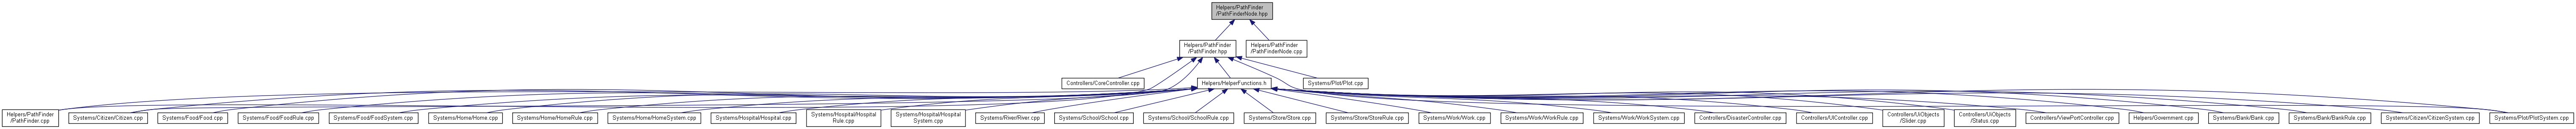 Helpers/PathFinder
/PathFinderNode.hpp
Helpers/PathFinder
/PathFinder.hpp
Helpers/PathFinder
/PathFinderNode.cpp
Controllers/CoreController.cpp
Helpers/HelperFunctions.h
Systems/Plot/Plot.cpp
Helpers/PathFinder
/PathFinder.cpp
Systems/Citizen/Citizen.cpp
Systems/Food/Food.cpp
Systems/Food/FoodRule.cpp
Systems/Food/FoodSystem.cpp
Systems/Home/Home.cpp
Systems/Home/HomeRule.cpp
Systems/Home/HomeSystem.cpp
Systems/Hospital/Hospital.cpp
Systems/Hospital/Hospital
Rule.cpp
Systems/Hospital/Hospital
System.cpp
Systems/River/River.cpp
Systems/School/School.cpp
Systems/School/SchoolRule.cpp
Systems/Store/Store.cpp
Systems/Store/StoreRule.cpp
Systems/Work/Work.cpp
Systems/Work/WorkRule.cpp
Systems/Work/WorkSystem.cpp
Controllers/DisasterController.cpp
Controllers/UIController.cpp
Controllers/UiObjects
/Slider.cpp
Controllers/UiObjects
/Status.cpp
Controllers/ViewPortController.cpp
Helpers/Government.cpp
Systems/Bank/Bank.cpp
Systems/Bank/BankRule.cpp
Systems/Citizen/CitizenSystem.cpp
Systems/Plot/PlotSystem.cpp